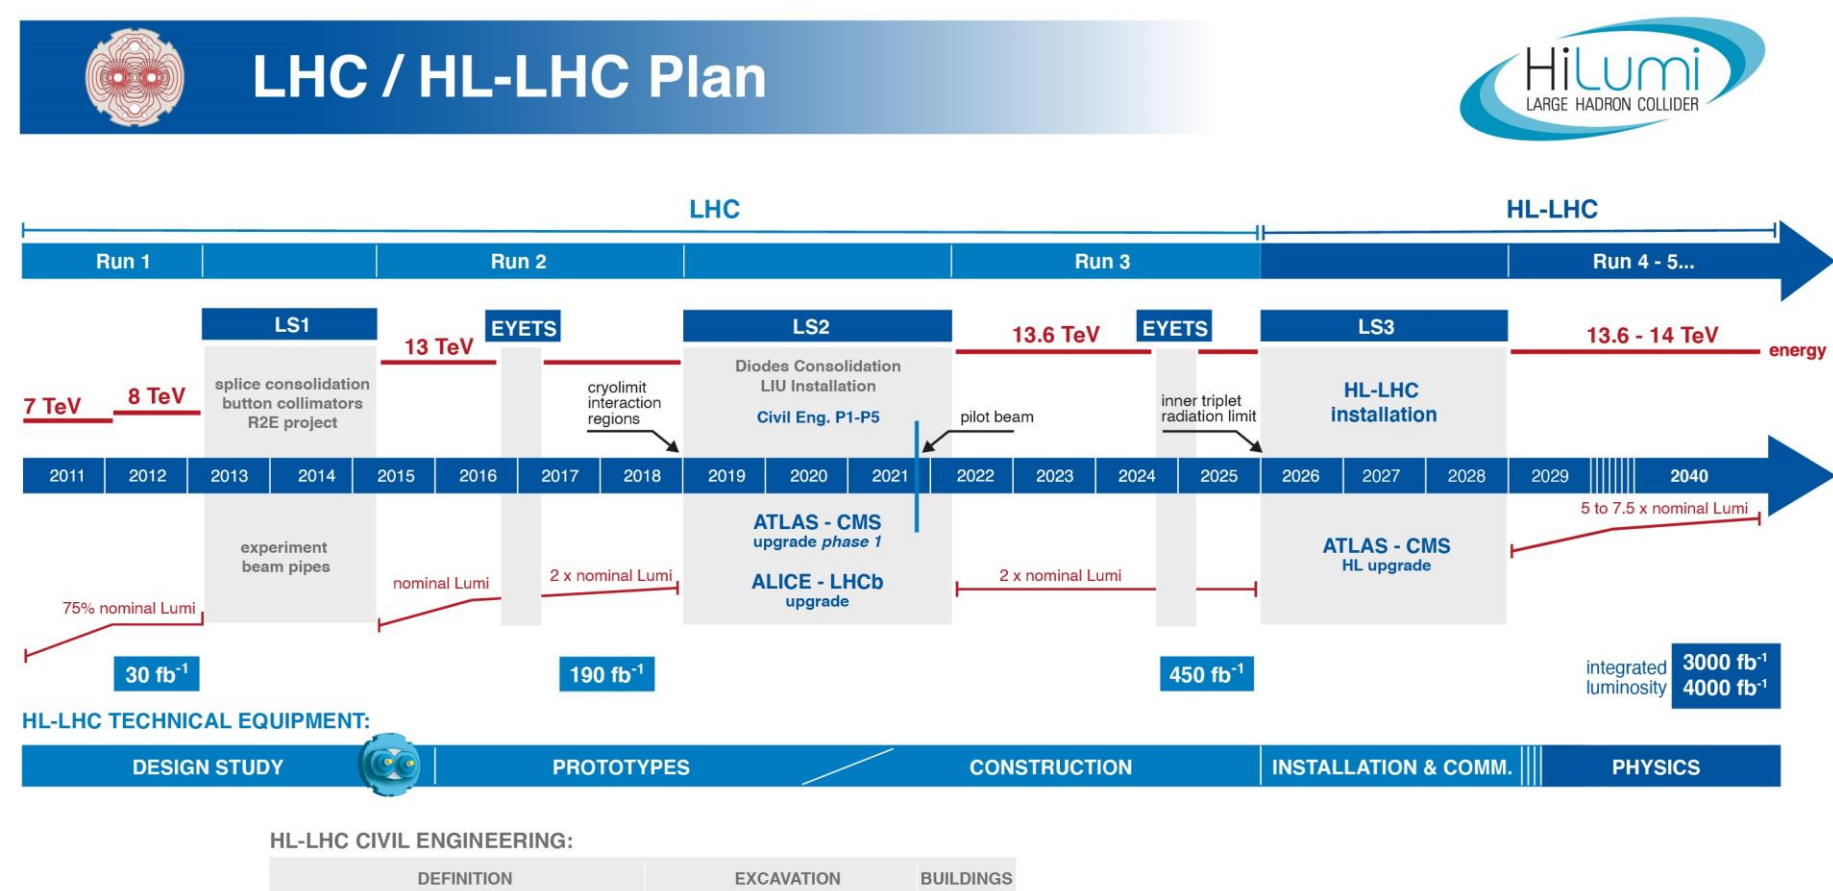 LHC / HL-LHC Plan
HiLumi
LARGE HADRON COLLIDER
LHC
HL-LHC
Run 1
Run 2
Run 3
Run 4 - 5...
LS1
EYETS
LS2
EYETS
LS3
13 TeV
13.6 TeV
13.6 - 14 TeV
energy
7 TeV
8 TeV
splice consolidation
button collimators
R2E project
cryolimit
interaction
regions
Diodes Consolidation
LIU Installation
Civil Eng. P1-P5
pilot beam
inner triplet
radiation limit
HL-LHC
installation
2011 2012 2013 2014 2015 2016 2017 2018 2019 2020 2021 2022 2023 2024 2025 2026 2027 2028 2029 2040
experiment
beam pipes
75% nominal Lumi
nominal Lumi
2 x nominal Lumi
ATLAS - CMS
upgrade phase 1
ALICE - LHCb
upgrade
2 x nominal Lumi
ATLAS - CMS
HL upgrade
5 to 7.5 x nominal Lumi
30 fb-1
190 fb-1
450 fb-1
integrated
luminosity
3000 fb-1
4000 fb-1
HL-LHC TECHNICAL EQUIPMENT:
DESIGN STUDY
PROTOTYPES
CONSTRUCTION
INSTALLATION & COMM.
PHYSICS
HL-LHC CIVIL ENGINEERING:
DEFINITION
EXCAVATION
BUILDINGS